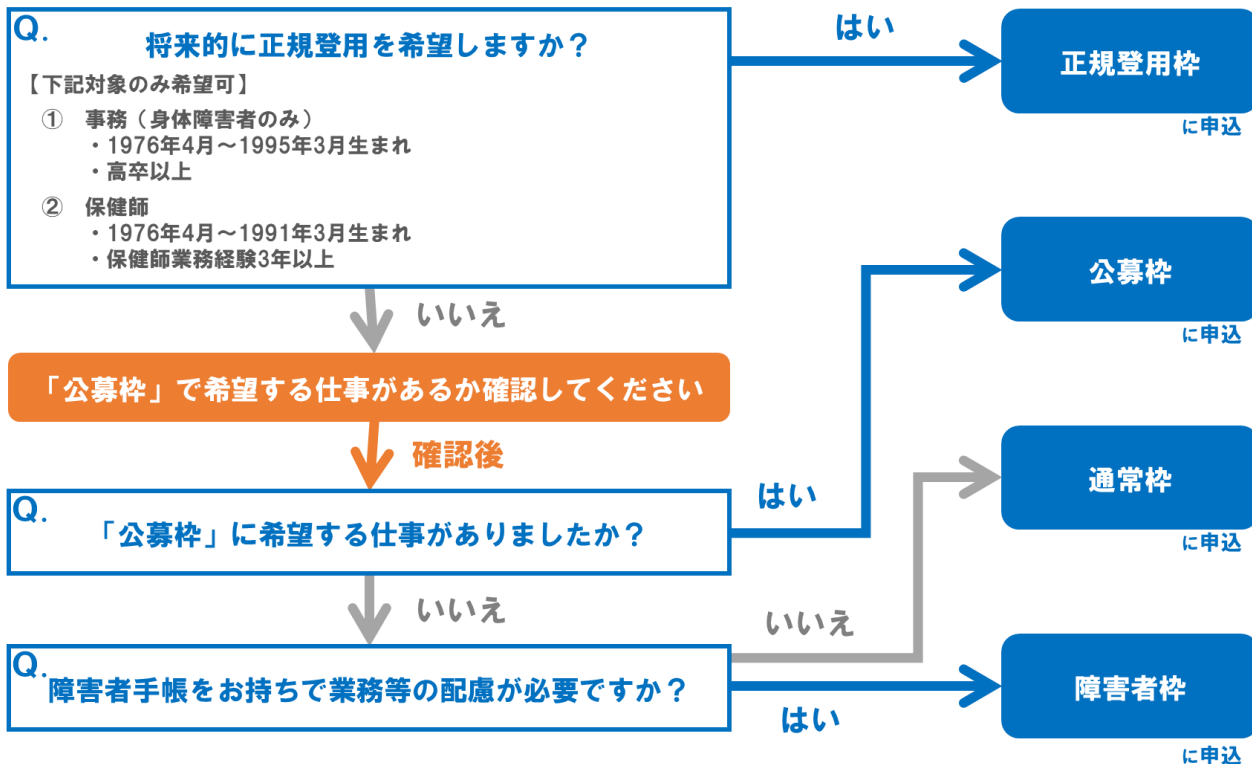 Q.
将来的に正規登用を希望しますか？
【下記対象のみ希望可】
① 事務（身体障害者のみ）
・1976年4月～1995年3月生まれ
・高卒以上
② 保健師
・1976年4月～1991年3月生まれ
・保健師業務経験3年以上
はい
正規登用枠
に申込
いいえ
「公募枠」で希望する仕事があるか確認してください
確認後
Q.
「公募枠」に希望する仕事がありましたか？
はい
公募枠
に申込
いいえ
Q.
障害者手帳をお持ちで業務等の配慮が必要ですか？
いいえ
通常枠
に申込
はい
障害者枠
に申込